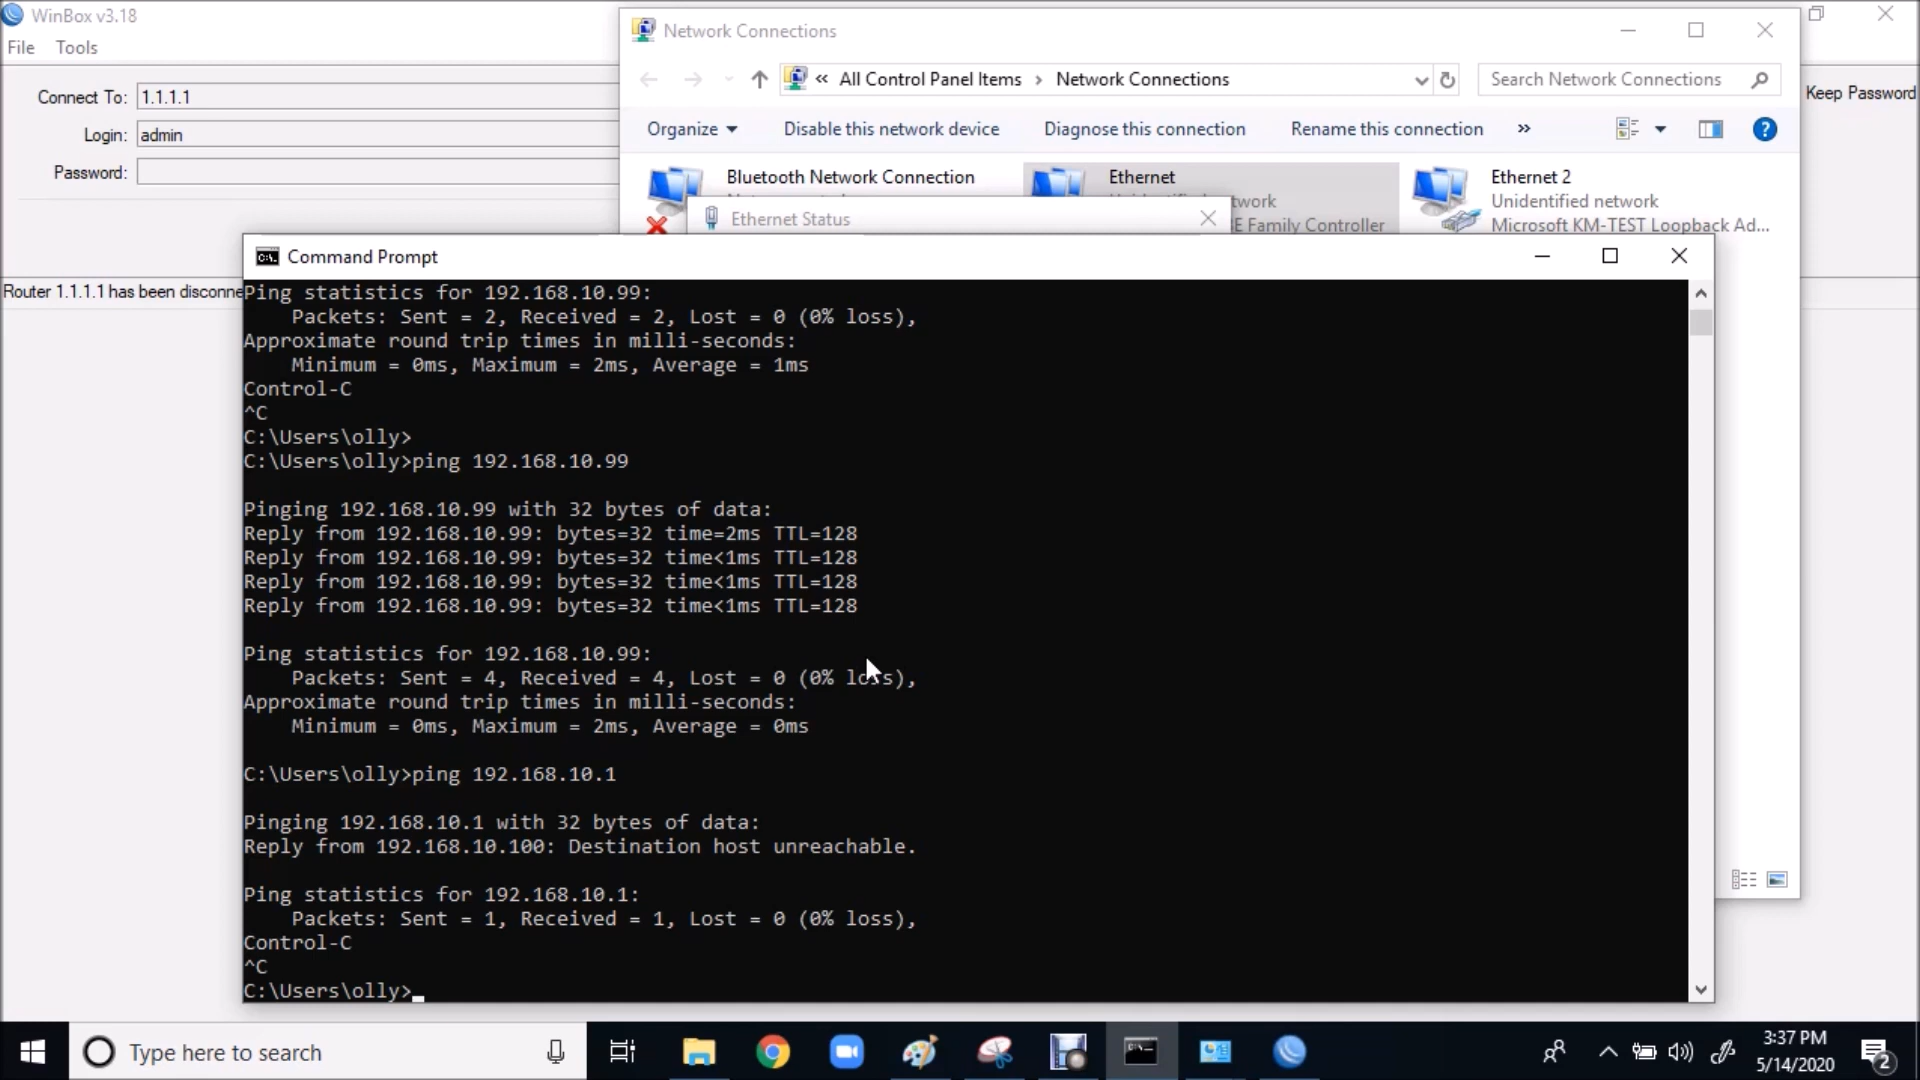 WinBox v3.18
File Tools
Connect To: 1.1.1.1
Login: admin
Password:
Keep Password
Router 1.1.1.1 has been disconne
Network Connections
« All Control Panel Items › Network Connections
Search Network Connections
Organize Disable this network device Diagnose this connection Rename this connection »
Bluetooth Network Connection
Ethernet
twork
E Family Controller
Ethernet 2
Unidentified network
Microsoft KM-TEST Loopback Ad...
Ethernet Status
Command Prompt
Ping statistics for 192.168.10.99:
Packets: Sent = 2, Received = 2, Lost = 0 (0% loss),
Approximate round trip times in milli-seconds:
Minimum = 0ms, Maximum = 2ms, Average = 1ms
Control-C
^C
C:\Users\olly>
C:\Users\olly>ping 192.168.10.99
Pinging 192.168.10.99 with 32 bytes of data:
Reply from 192.168.10.99: bytes=32 time=2ms TTL=128
Reply from 192.168.10.99: bytes=32 time<1ms TTL=128
Reply from 192.168.10.99: bytes=32 time<1ms TTL=128
Reply from 192.168.10.99: bytes=32 time<1ms TTL=128
Ping statistics for 192.168.10.99:
Packets: Sent = 4, Received = 4, Lost = 0 (0% loss),
Approximate round trip times in milli-seconds:
Minimum = 0ms, Maximum = 2ms, Average = 0ms
C:\Users\olly>ping 192.168.10.1
Pinging 192.168.10.1 with 32 bytes of data:
Reply from 192.168.10.100: Destination host unreachable.
Ping statistics for 192.168.10.1:
Packets: Sent = 1, Received = 1, Lost = 0 (0% loss),
Control-C
^C
C:\Users\olly>
Type here to search
3:37 PM
5/14/2020
2